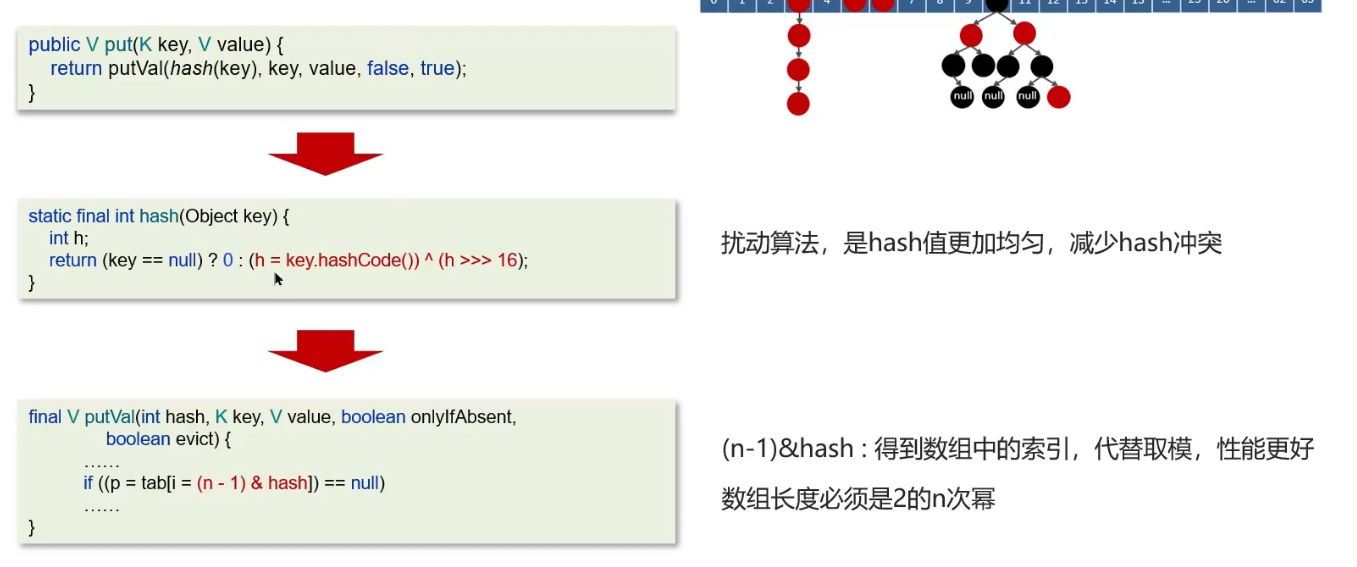 0 1 2 4 7 8 9 11 12 13 14 15 ... ... 62 63
public V put(K key, V value) {
return putVal(hash(key), key, value, false, true);
}
null null null
static final int hash(Object key) {
int h;
return (key == null) ? 0 : (h = key.hashCode()) ^ (h >>> 16);
}
扰动算法，是hash值更加均匀，减少hash冲突
final V putVal(int hash, K key, V value, boolean onlyIfAbsent,
boolean evict) {
……
if ((p = tab[i = (n - 1) & hash]) == null)
……
}
(n-1)&hash : 得到数组中的索引，代替取模，性能更好
数组长度必须是2的n次幂